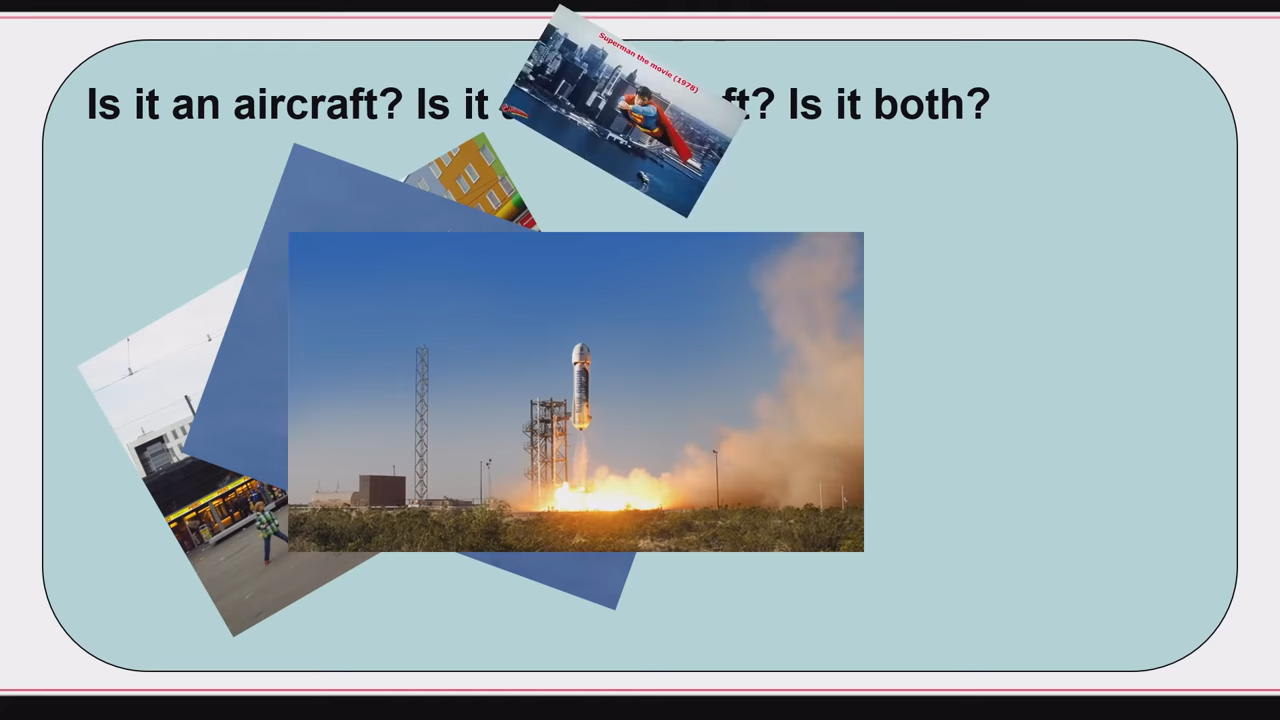 Superman the movie (1978)
Is it an aircraft? Is it ft? Is it both?